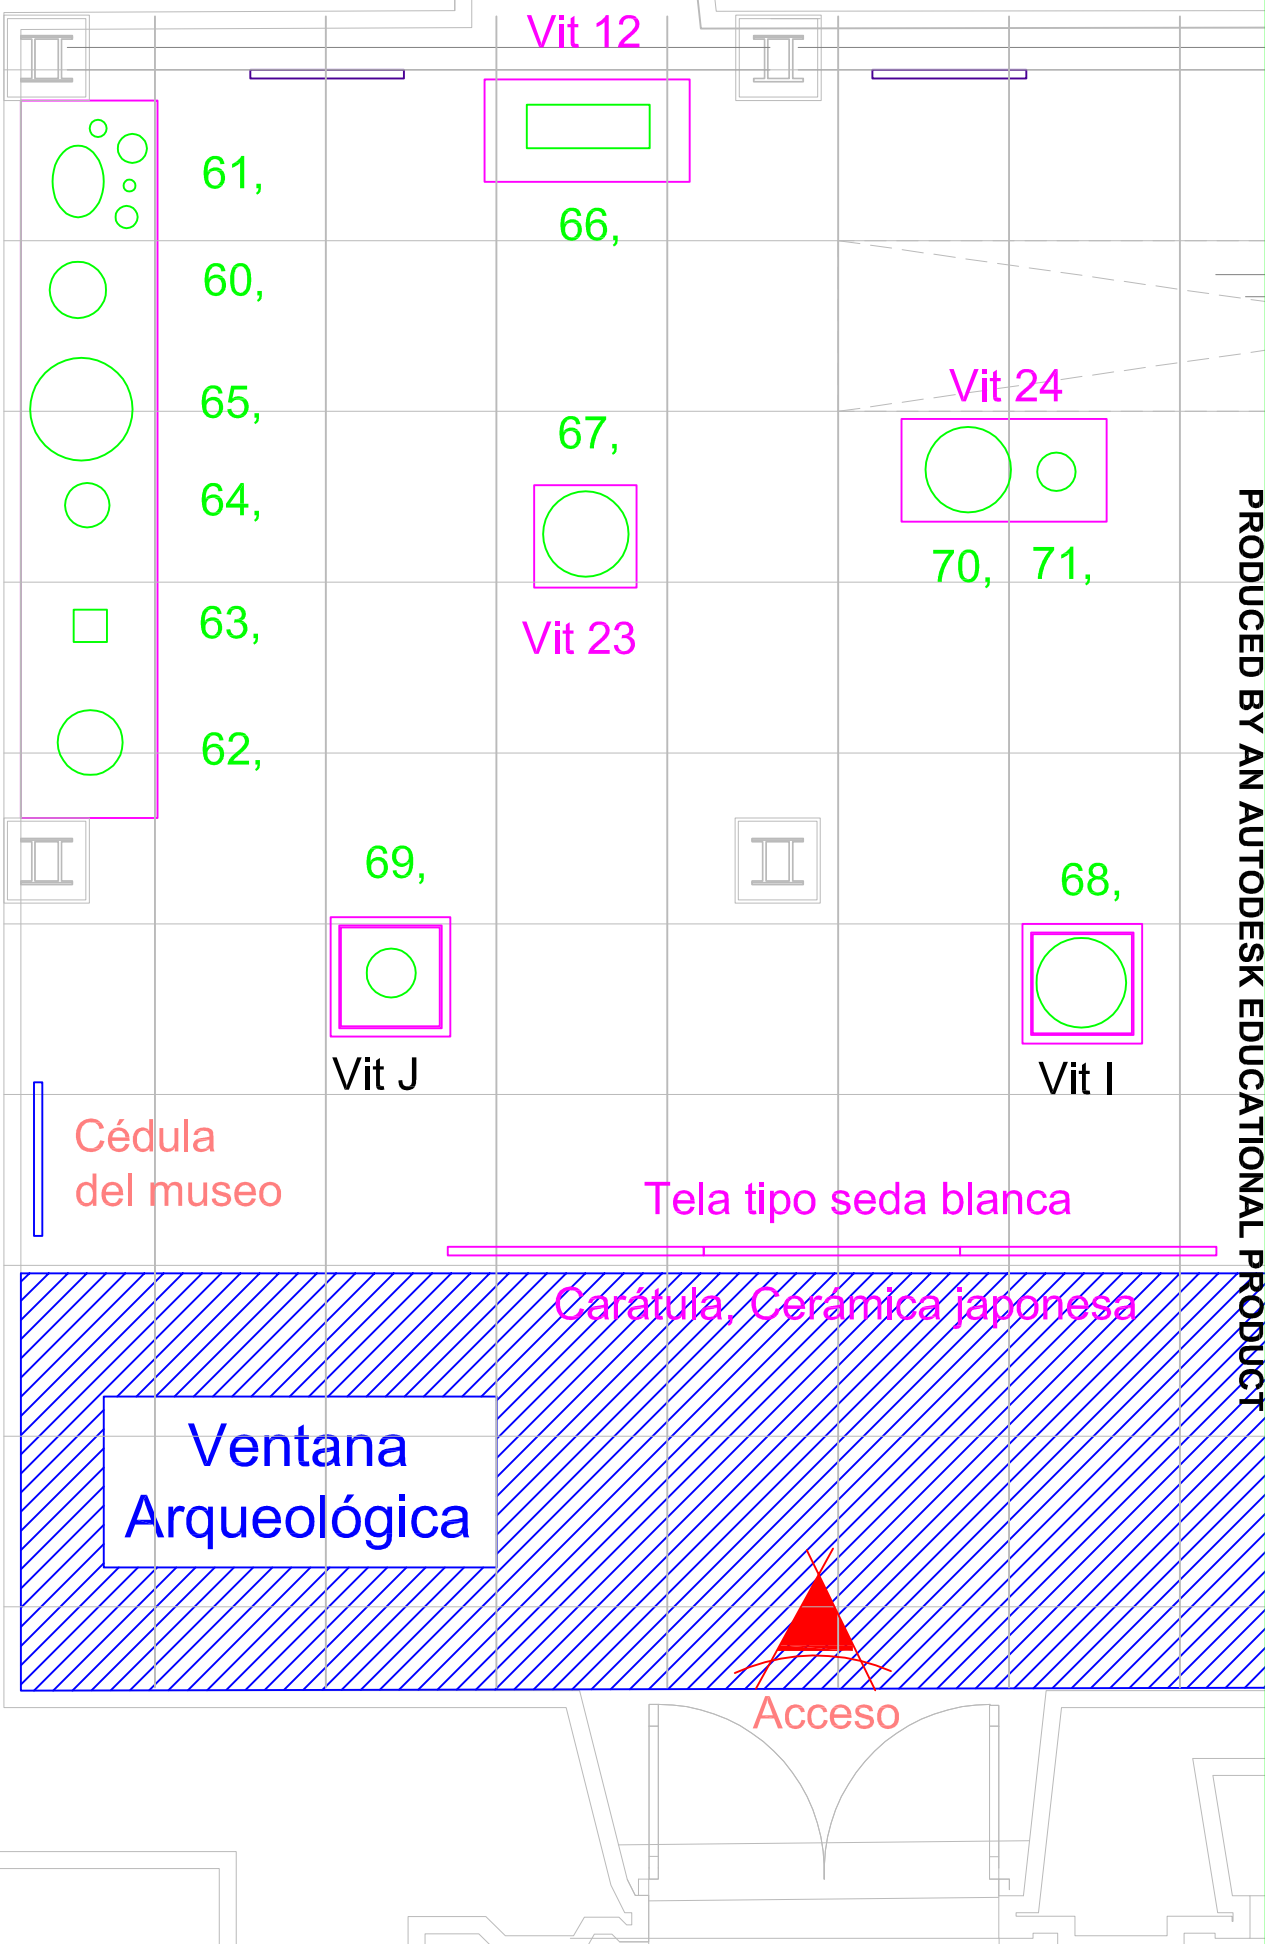 Vit 12
61,
66,
60,
65,
Vit 24
67,
64,
70,
71,
63,
Vit 23
62,
69,
68,
Vit J
Vit I
Cédula
del museo
Tela tipo seda blanca
Carátula, Cerámica japonesa
Ventana
Arqueológica
Acceso
PRODUCED BY AN AUTODESK EDUCATIONAL PRODUCT